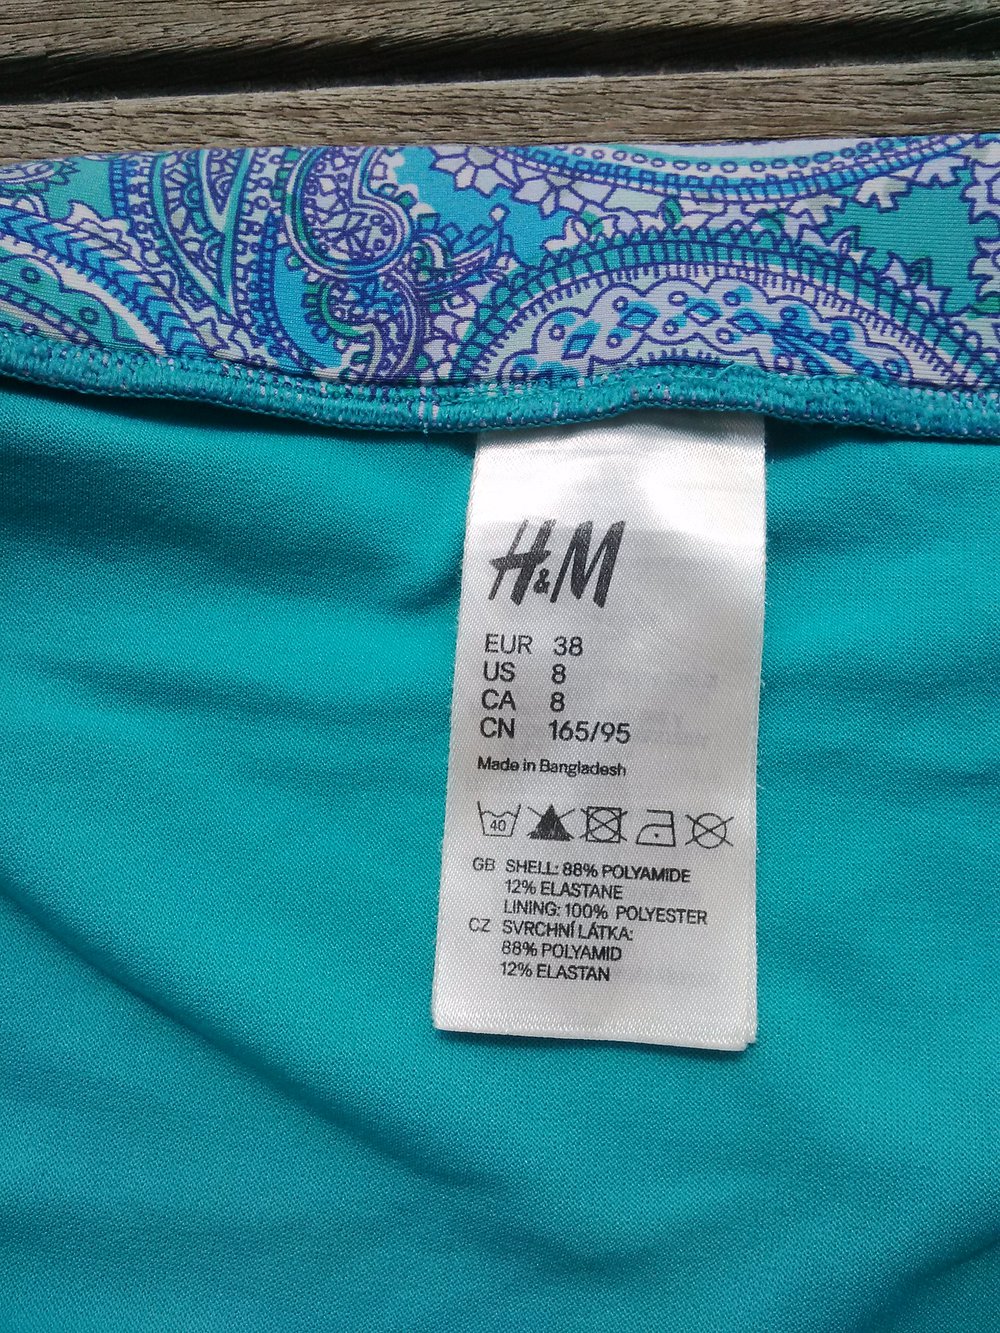 H&M
EUR 38
US 8
CA 8
CN 165/95
Made in Bangladesh
40
GB SHELL: 88% POLYAMIDE
12% ELASTANE
LINING: 100% POLYESTER
CZ SVRCHNÍ LÁTKA:
88% POLYAMID
12% ELASTAN